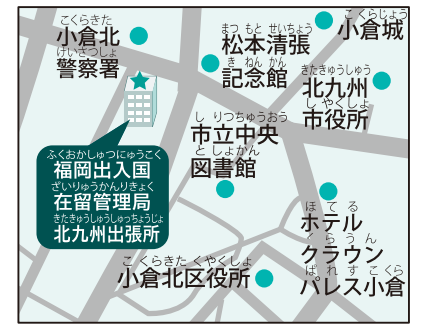 こくらきた
小倉北
けいさつしょ
警察署
まつもとせいちょう
松本清張
きねんかん
記念館
こくらじょう
小倉城
きたきゅうしゅう
北九州
しやくしょ
市役所
しりつちゅうおう
市立中央
としょかん
図書館
ふくおかしゅつにゅうこく
福岡出入国
ざいりゅうかんりきょく
在留管理局
きたきゅうしゅうしゅっちょうじょ
北九州出張所
ほてる
ホテル
くらうん
クラウン
ぱれすこくら
パレス小倉
こくらきたくやくしょ
小倉北区役所